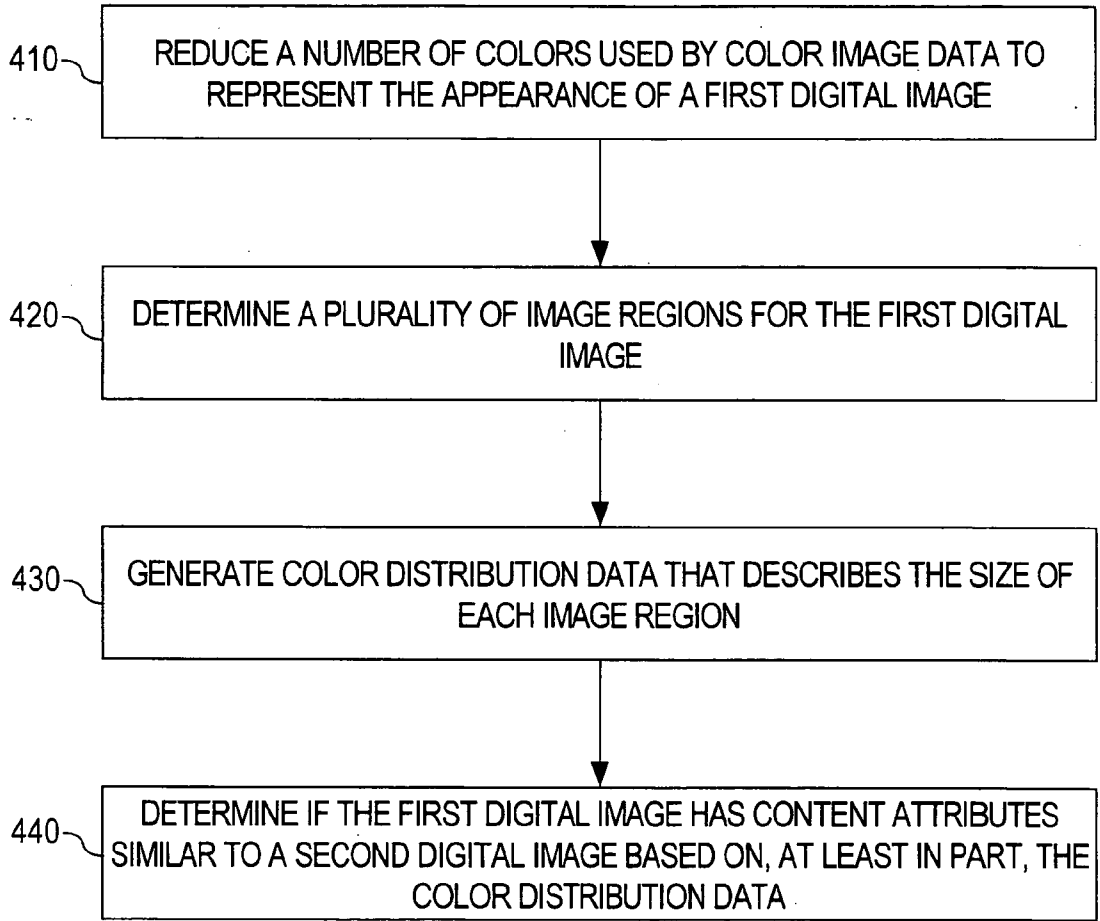 410
REDUCE A NUMBER OF COLORS USED BY COLOR IMAGE DATA TO
REPRESENT THE APPEARANCE OF A FIRST DIGITAL IMAGE
420
DETERMINE A PLURALITY OF IMAGE REGIONS FOR THE FIRST DIGITAL
IMAGE
430
GENERATE COLOR DISTRIBUTION DATA THAT DESCRIBES THE SIZE OF
EACH IMAGE REGION
440
DETERMINE IF THE FIRST DIGITAL IMAGE HAS CONTENT ATTRIBUTES
SIMILAR TO A SECOND DIGITAL IMAGE BASED ON, AT LEAST IN PART, THE
COLOR DISTRIBUTION DATA